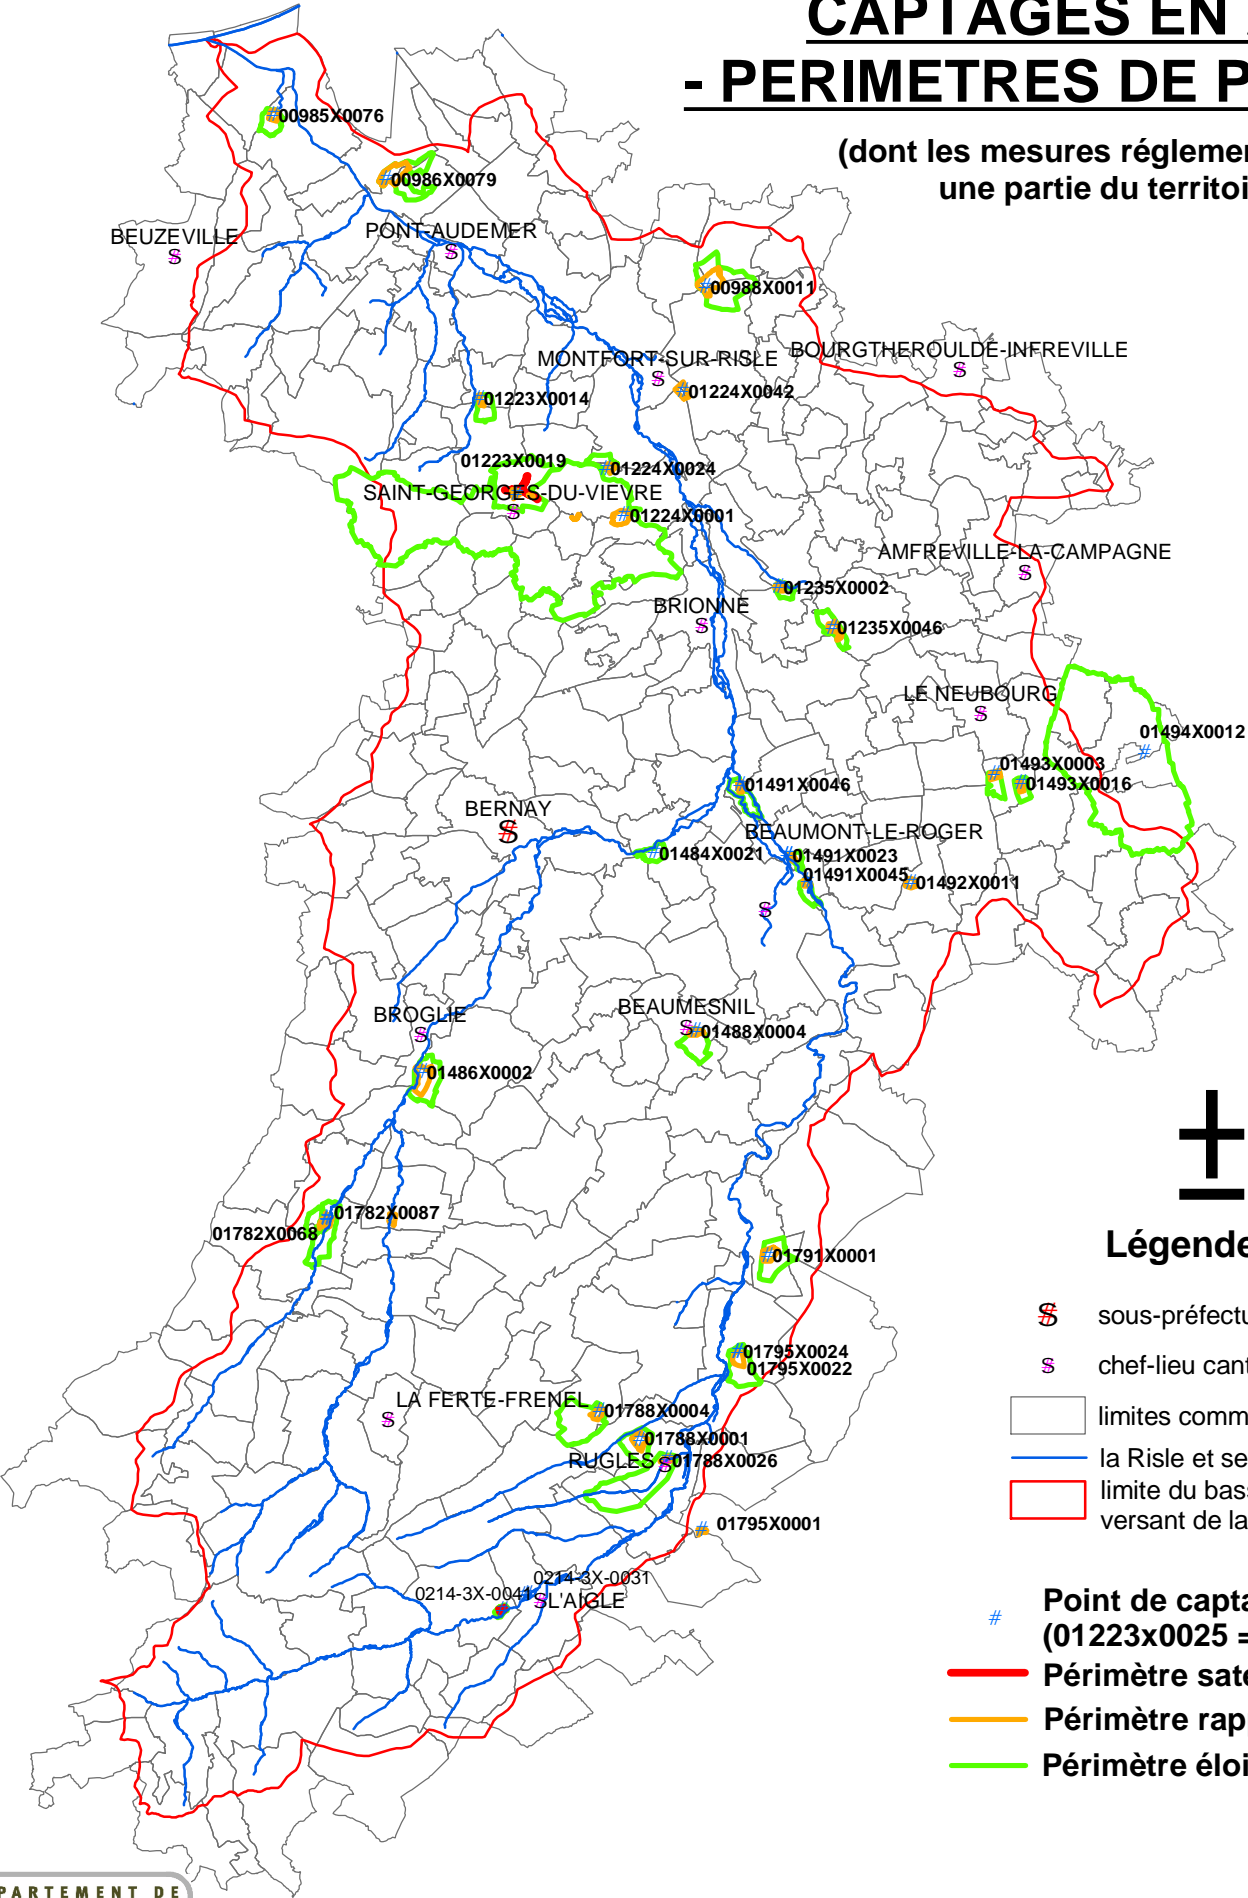 CAPTAGES EN
- PERIMETRES DE P
(dont les mesures réglemen
une partie du territoi
00985X0076
00986X0079
BEUZEVILLE
PONT-AUDEMER
00988X0011
MONTFORT-SUR-RISLE
BOURGTHEROULDE-INFREVILLE
01223X0014
01224X0042
01223X0019
01224X0024
SAINT-GEORGES-DU-VIEVRE
01224X0001
AMFREVILLE-LA-CAMPAGNE
01235X0002
BRIONNE
01235X0046
LE NEUBOURG
01494X0012
01493X0003
01493X0016
01491X0046
BERNAY
BEAUMONT-LE-ROGER
01484X0021
01491X0023
01491X0045
01492X0011
BEAUMESNIL
BROGLIE
01488X0004
01486X0002
01782X0087
01782X0068
01791X0001
Légende
sous-préfectu
chef-lieu cant
limites comm
la Risle et se
limite du bass
versant de la
01795X0024
01795X0022
LA FERTE-FRENEL
01788X0004
01788X0001
RUGLES
01788X0026
01795X0001
0214-3X-0031
0214-3X-0041
L'AIGLE
Point de capta
(01223x0025 =
Périmètre sate
Périmètre rap
Périmètre éloi
PARTEMENT DE